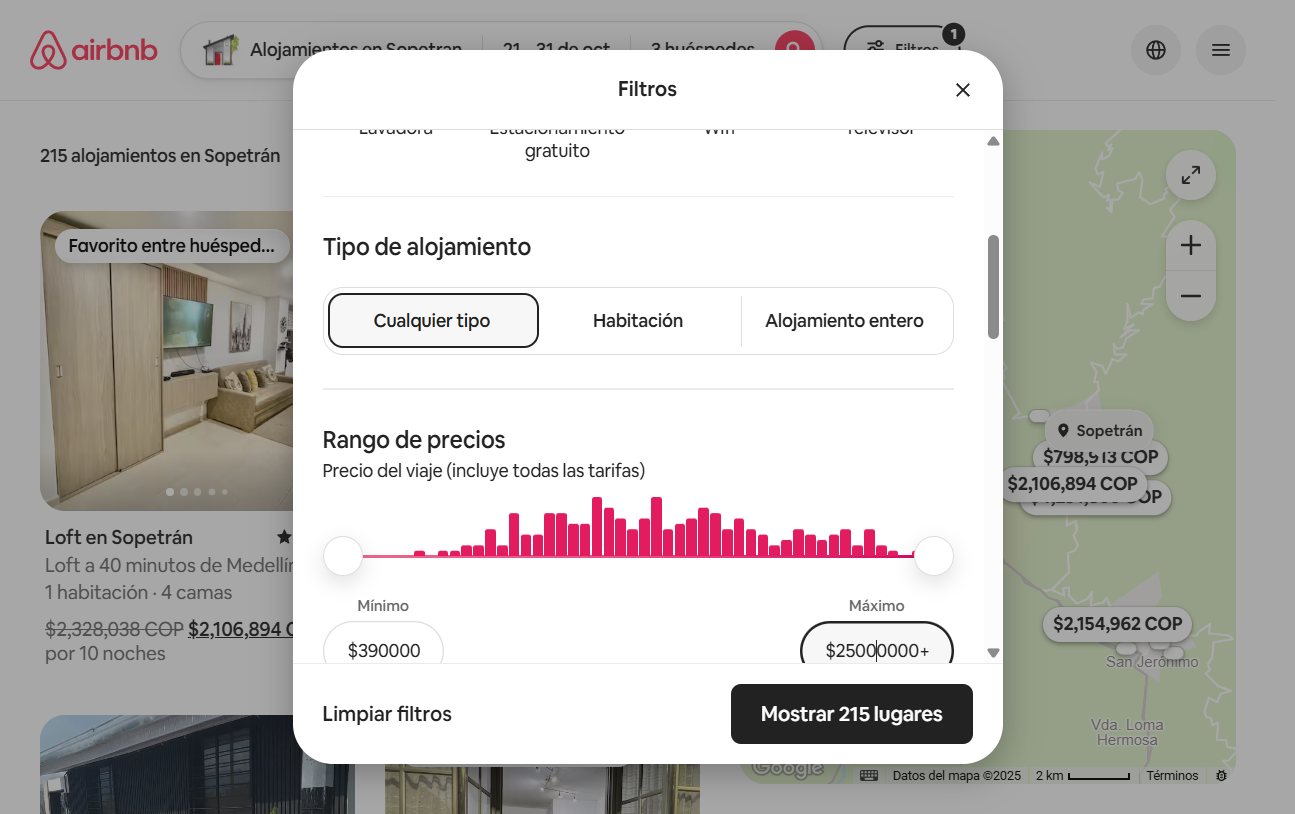 airbnb
Alojamientos en Sopetran
21 – 31 de oct
3 huéspedes
Filtros
1
Filtros
Lavadora
Estacionamiento
gratuito
Wifi
Televisor
215 alojamientos en Sopetrán
Favorito entre huésped...
Tipo de alojamiento
Cualquier tipo
Habitación
Alojamiento entero
Rango de precios
Precio del viaje (incluye todas las tarifas)
Mínimo
Máximo
$390000
$25000000+
Limpiar filtros
Mostrar 215 lugares
Loft en Sopetrán
Loft a 40 minutos de Medellín
1 habitación · 4 camas
$2,328,038 COP $2,106,894 C
por 10 noches
Sopetrán
$798,913 COP
$2,106,894 COP
OP
$2,154,962 COP
San Jerónimo
Vda. Loma
Hermosa
Google
Datos del mapa ©2025
2 km
Términos